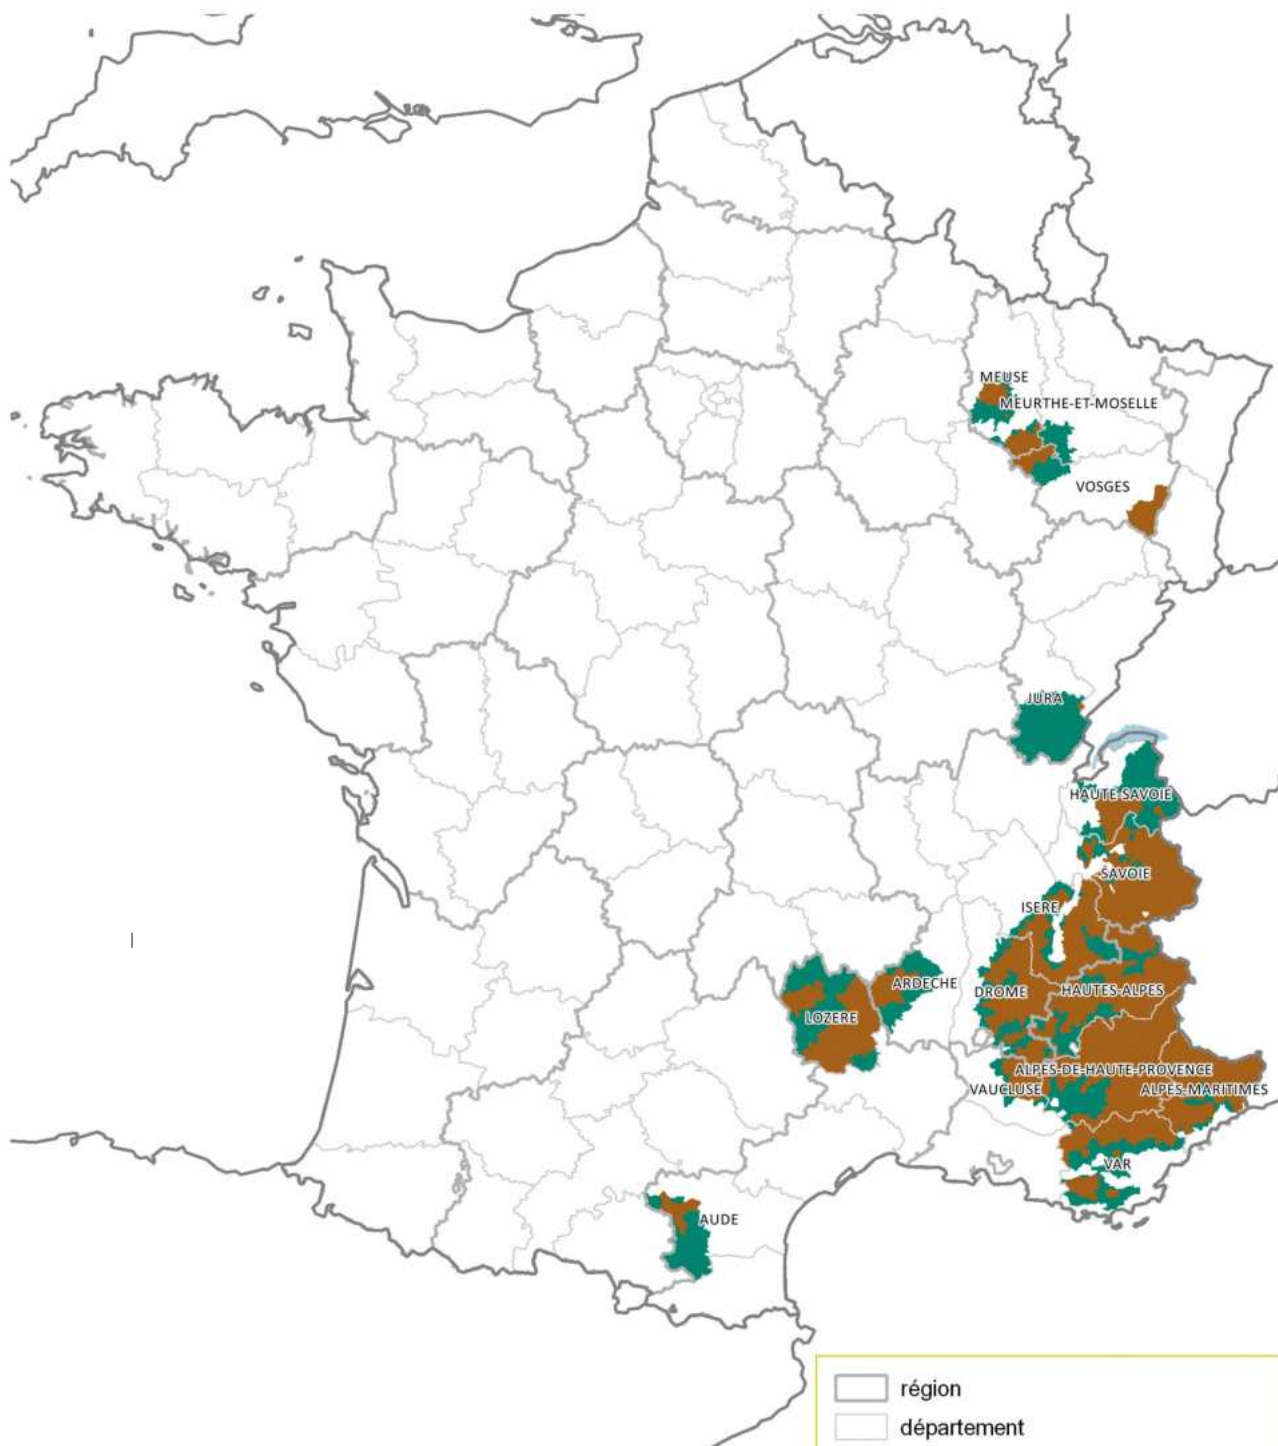 MEUSE
MEURTHE-ET-MOSELLE
VOSGES
JURA
HAUTE-SAVOIE
SAVOIE
ISERE
ARDECHE
DROME
HAUTES-ALPES
LOZERE
ALPES-DE-HAUTE-PROVENCE
VAUCLUSE
ALPES-MARITIMES
VAR
AUDE
région
département